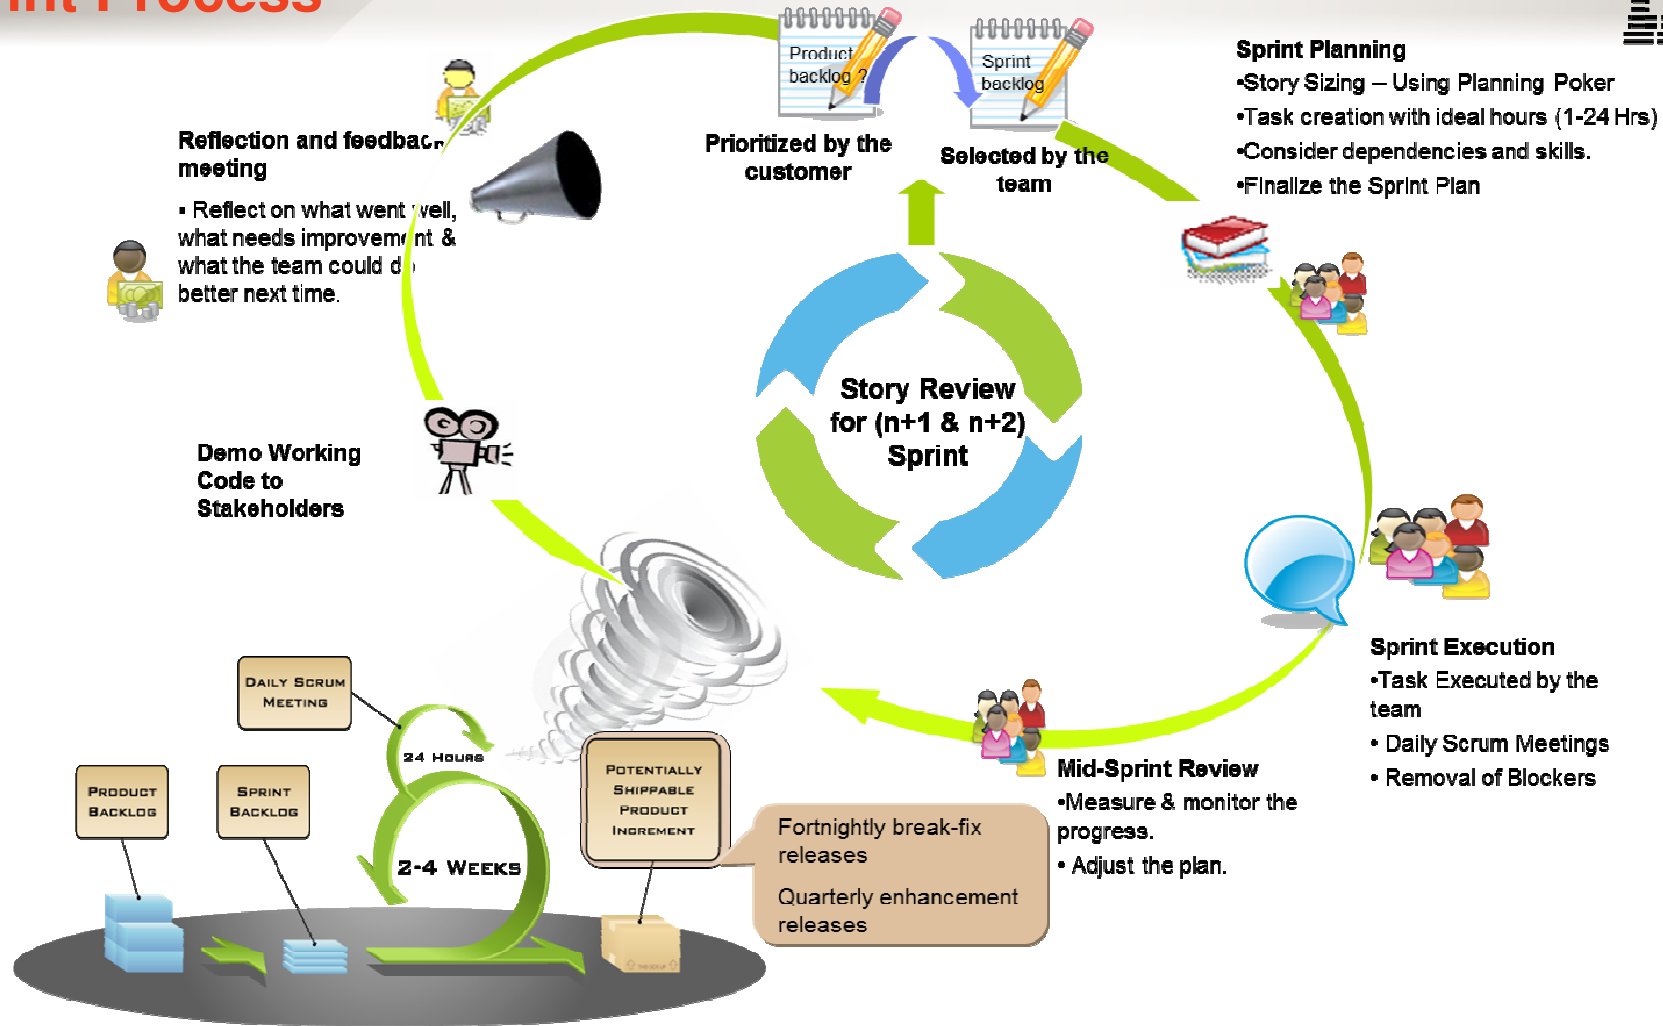 int Process
Product
backlog ?
Sprint
backlog
Prioritized by the
customer
Selected by the
team
Sprint Planning
•Story Sizing – Using Planning Poker
•Task creation with ideal hours (1-24 Hrs)
•Consider dependencies and skills.
•Finalize the Sprint Plan
Reflection and feedback
meeting
▪ Reflect on what went well,
what needs improvement &
what the team could do
better next time.
Story Review
for (n+1 & n+2)
Sprint
Demo Working
Code to
Stakeholders
Sprint Execution
•Task Executed by the
team
• Daily Scrum Meetings
• Removal of Blockers
Mid-Sprint Review
•Measure & monitor the
progress.
• Adjust the plan.
DAILY SCRUM
MEETING
24 HOURS
PRODUCT
BACKLOG
SPRINT
BACKLOG
2-4 WEEKS
POTENTIALLY
SHIPPABLE
PRODUCT
INCREMENT
Fortnightly break-fix
releases
Quarterly enhancement
releases